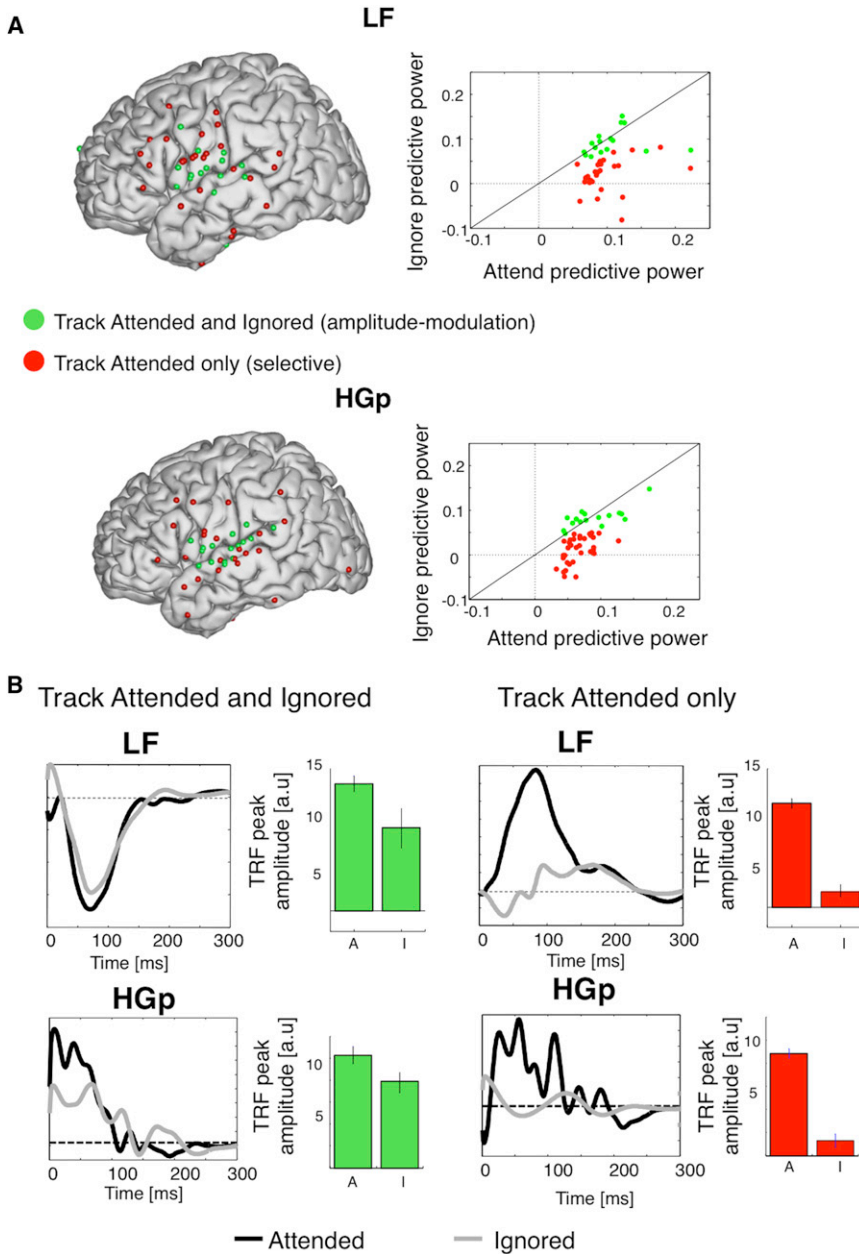 A
LF
Ignore predictive power
0.2
0.1
0
-0.1
-0.1
0
0.1
0.2
Attend predictive power
Track Attended and Ignored (amplitude-modulation)
Track Attended only (selective)
HGp
Ignore predictive power
0.2
0.1
0
-0.1
-0.1
0
0.1
0.2
Attend predictive power
B
Track Attended and Ignored
Track Attended only
LF
0
100
200
300
Time [ms]
TRF peak
amplitude [a.u]
15
10
5
A
I
LF
0
100
200
300
Time [ms]
TRF peak
amplitude [a.u]
15
10
5
A
I
HGp
0
100
200
300
Time [ms]
TRF peak
amplitude [a.u]
10
5
A
I
HGp
0
100
200
300
Time [ms]
TRF peak
amplitude [a.u]
10
5
A
I
Attended
Ignored